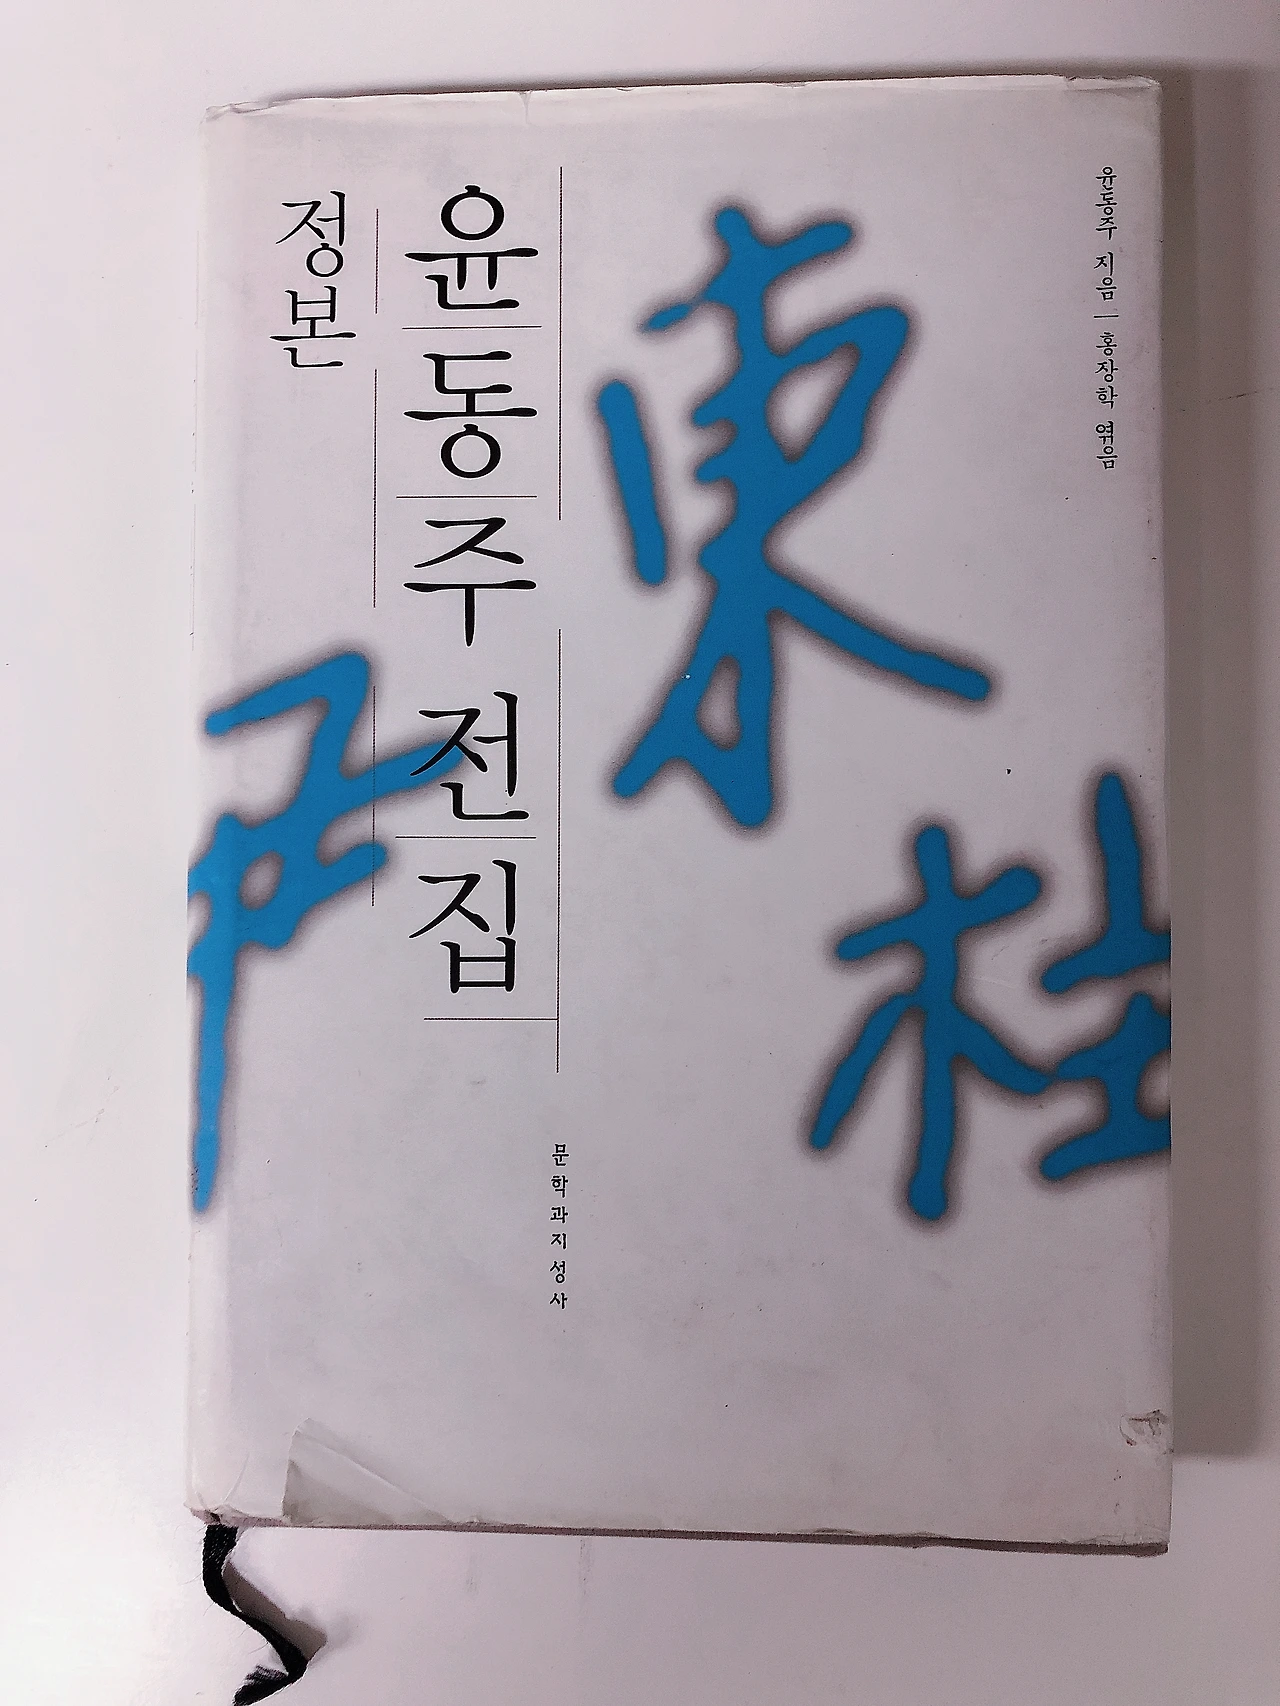 정본
윤동주 전집
尹
東
柱
윤동주 지음 | 홍장학 엮음
문학과지성사